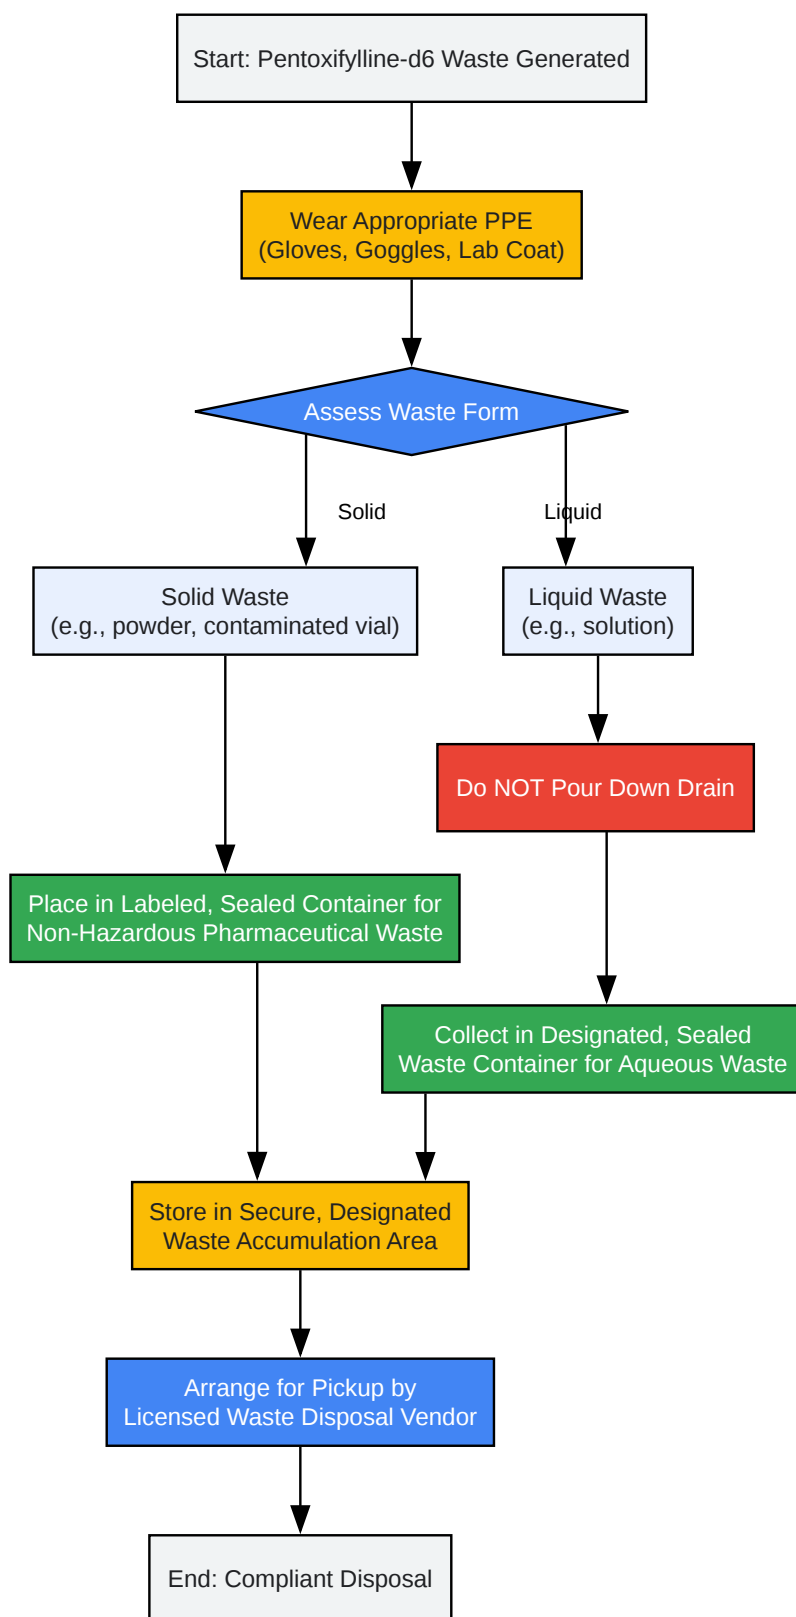 Start: Pentoxifylline-d6 Waste Generated
Wear Appropriate PPE
(Gloves, Goggles, Lab Coat)
Assess Waste Form
Solid
Liquid
Solid Waste
(e.g., powder, contaminated vial)
Liquid Waste
(e.g., solution)
Do NOT Pour Down Drain
Place in Labeled, Sealed Container for
Non-Hazardous Pharmaceutical Waste
Collect in Designated, Sealed
Waste Container for Aqueous Waste
Store in Secure, Designated
Waste Accumulation Area
Arrange for Pickup by
Licensed Waste Disposal Vendor
End: Compliant Disposal